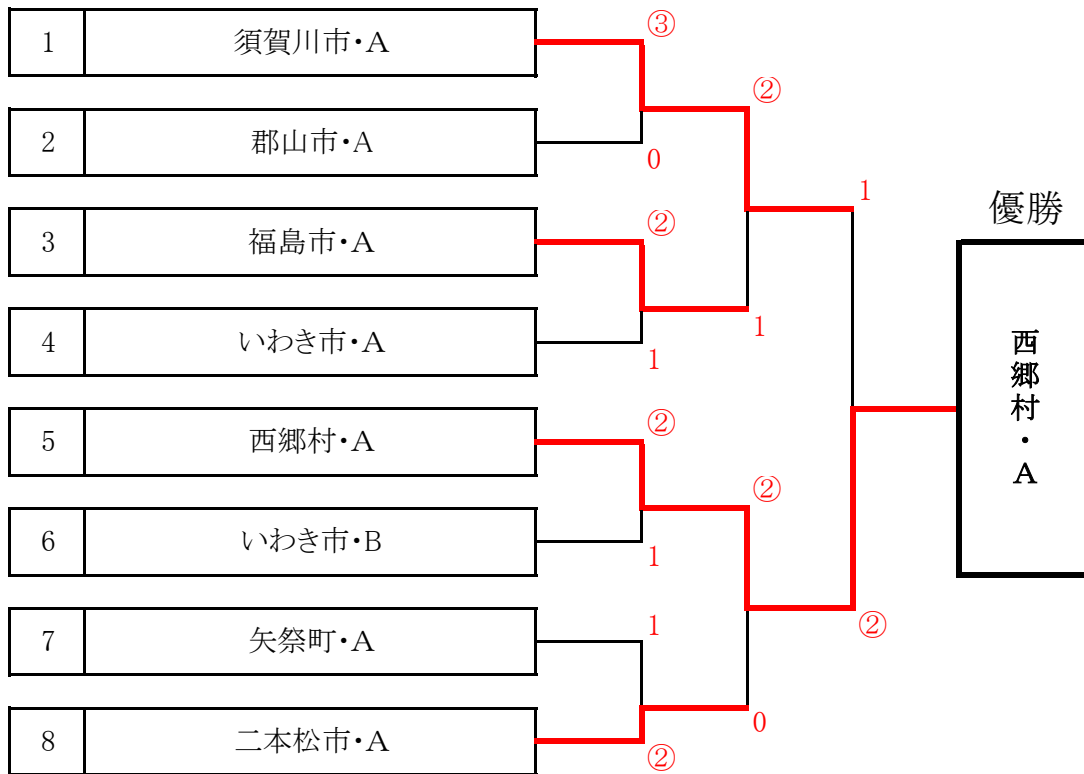 1 須賀川市・A ③
②
2 郡山市・A 0
1
優勝
3 福島市・A ②
1
4 いわき市・A 1
西郷村・A
5 西郷村・A ②
②
6 いわき市・B 1
②
7 矢祭町・A 1
0
8 二本松市・A ②